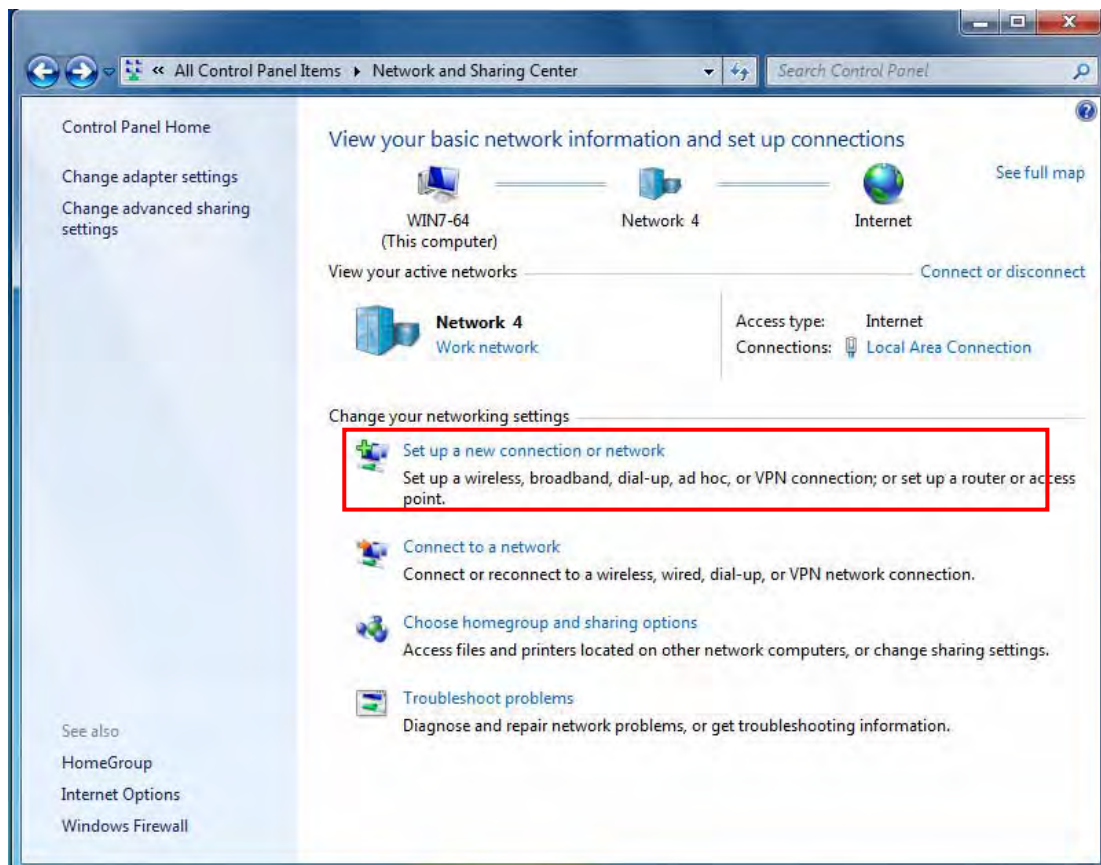 « All Control Panel Items ▸ Network and Sharing Center
Search Control Panel
Control Panel Home
Change adapter settings
Change advanced sharing
settings
See also
HomeGroup
Internet Options
Windows Firewall
View your basic network information and set up connections
See full map
WIN7-64
(This computer)
Network 4
Internet
View your active networks
Connect or disconnect
Network 4
Work network
Access type: Internet
Connections: Local Area Connection
Change your networking settings
Set up a new connection or network
Set up a wireless, broadband, dial-up, ad hoc, or VPN connection; or set up a router or access
point.
Connect to a network
Connect or reconnect to a wireless, wired, dial-up, or VPN network connection.
Choose homegroup and sharing options
Access files and printers located on other network computers, or change sharing settings.
Troubleshoot problems
Diagnose and repair network problems, or get troubleshooting information.